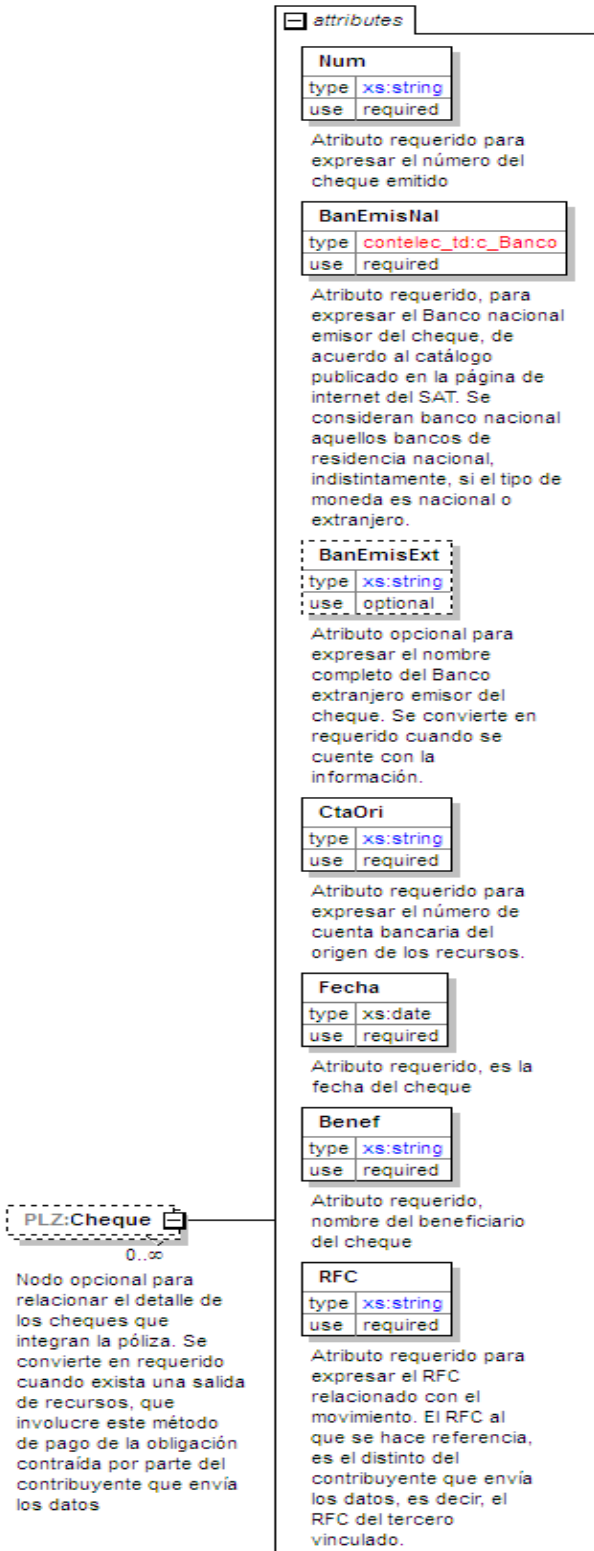 attributes
Num
type xs:string
use required
Atributo requerido para
expresar el número del
cheque emitido
BanEmisNal
type contelec_td:c_Banco
use required
Atributo requerido, para
expresar el Banco nacional
emisor del cheque, de
acuerdo al catálogo
publicado en la página de
internet del SAT. Se
consideran banco nacional
aquellos bancos de
residencia nacional,
indistintamente, si el tipo de
moneda es nacional o
extranjero.
BanEmisExt
type xs:string
use optional
Atributo opcional para
expresar el nombre
completo del Banco
extranjero emisor del
cheque. Se convierte en
requerido cuando se
cuente con la
información.
CtaOri
type xs:string
use required
Atributo requerido para
expresar el número de
cuenta bancaria del
origen de los recursos.
Fecha
type xs:date
use required
Atributo requerido, es la
fecha del cheque
Benef
type xs:string
use required
Atributo requerido,
nombre del beneficiario
del cheque
PLZ:Cheque
0..∞
Nodo opcional para
relacionar el detalle de
los cheques que
integran la póliza. Se
convierte en requerido
cuando exista una salida
de recursos, que
involucre este método
de pago de la obligación
contraída por parte del
contribuyente que envía
los datos
RFC
type xs:string
use required
Atributo requerido para
expresar el RFC
relacionado con el
movimiento. El RFC al
que se hace referencia,
es el distinto del
contribuyente que envía
los datos, es decir, el
RFC del tercero
vinculado.